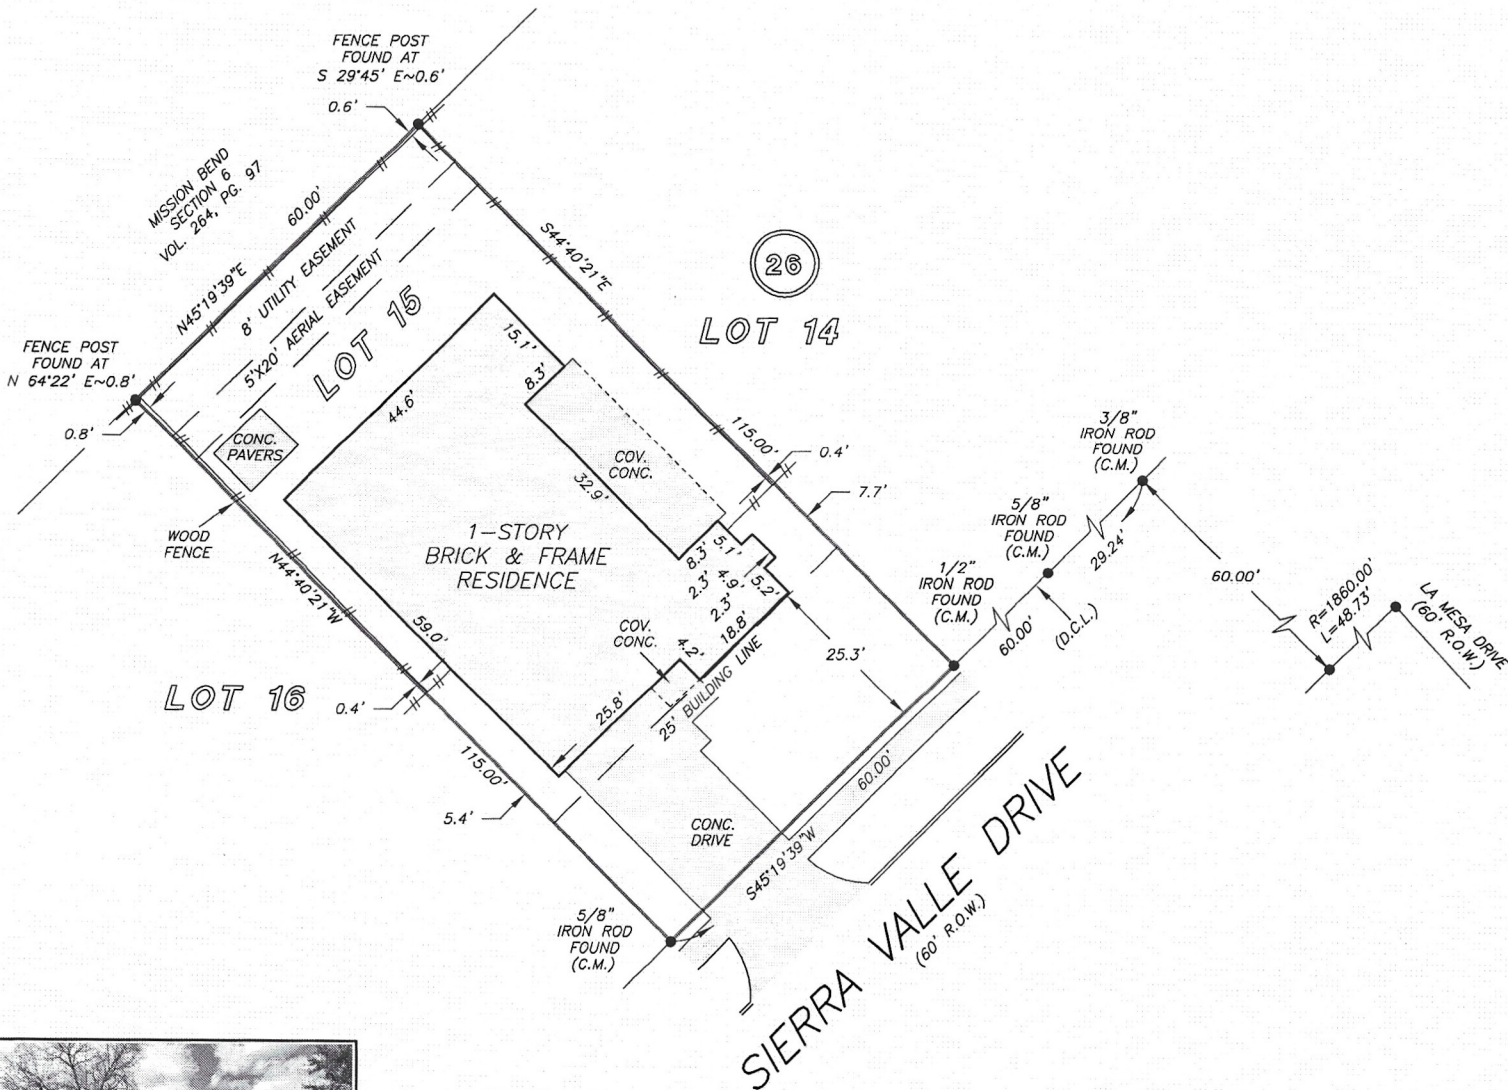 FENCE POST
FOUND AT
S 29°45' E~0.6'
0.6'
MISSION BEND
SECTION 6
VOL. 264, PG. 97
60.00'
N45°19'39"E
8' UTILITY EASEMENT
5'X20' AERIAL EASEMENT
LOT 15
S44°40'21"E
26
LOT 14
FENCE POST
FOUND AT
N 64°22' E~0.8'
0.8'
CONC.
PAVERS
15.1'
8.3'
44.6'
COV.
CONC.
32.9'
115.00'
0.4'
7.7'
WOOD
FENCE
1-STORY
BRICK & FRAME
RESIDENCE
N44°40'21"W
59.0'
8.3'
5.1'
2.3'
4.9'
5.2'
2.3'
18.8'
COV.
CONC.
4.2'
25' BUILDING LINE
25.3'
25.8'
LOT 16
0.4'
115.00'
5.4'
CONC.
DRIVE
60.00'
S45°19'39"W
5/8"
IRON ROD
FOUND
(C.M.)
1/2"
IRON ROD
FOUND
(C.M.)
5/8"
IRON ROD
FOUND
(C.M.)
3/8"
IRON ROD
FOUND
(C.M.)
29.24'
60.00'
(D.C.L.)
60.00'
R=1860.00'
L=48.73'
LA MESA DRIVE
(60' R.O.W.)
SIERRA VALLE DRIVE
(60' R.O.W.)